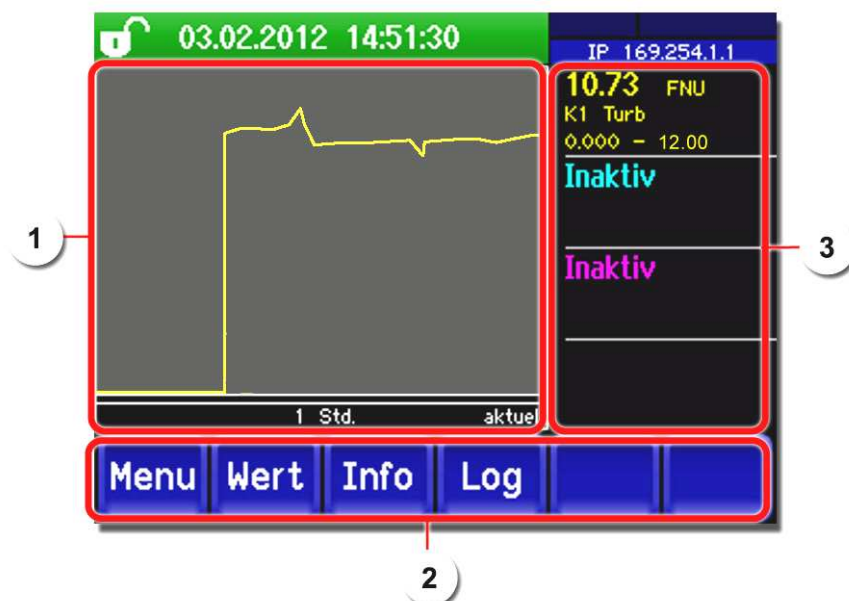 03.02.2012 14:51:30
IP 169.254.1.1
10.73 FNU
K1 Turb
0.000 - 12.00
Inaktiv
Inaktiv
1 Std. aktuel
Menu Wert Info Log
1
2
3